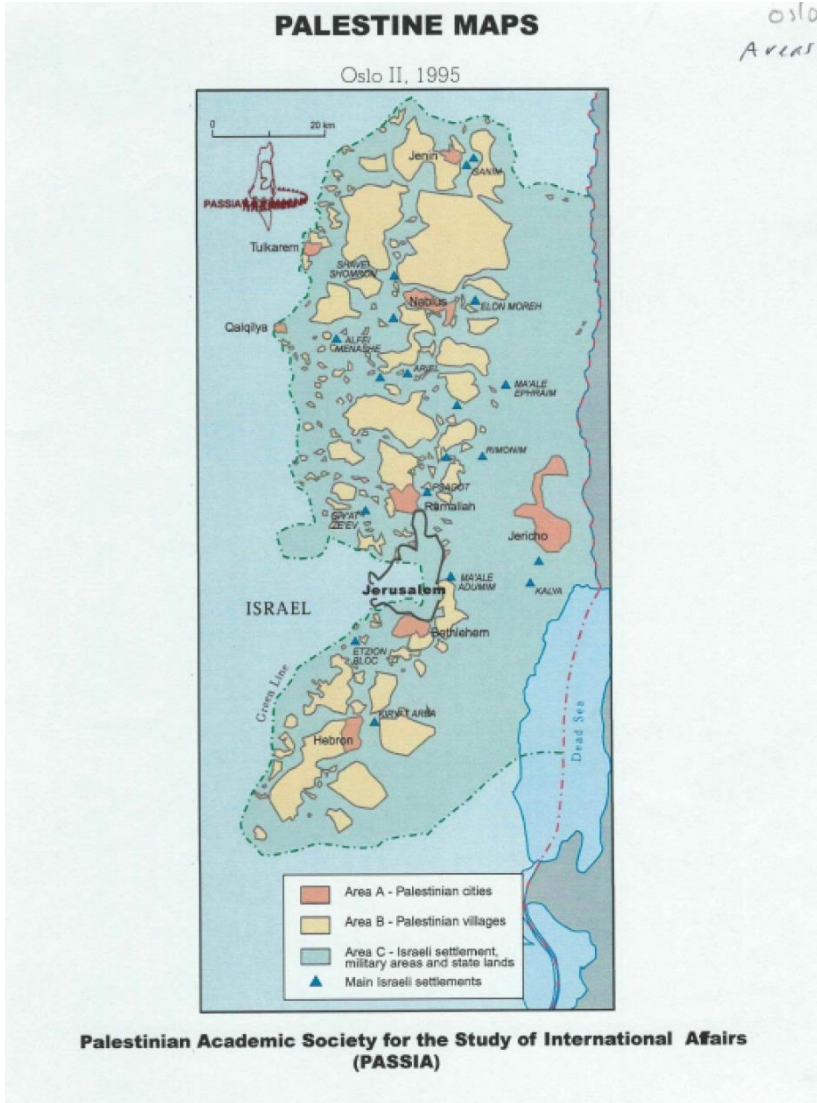 PALESTINE MAPS
Oslo
Areas
Oslo II, 1995
0 20 km
PASSIA
Jenin
GANIM
Tulkarem
SHAVEI
SHOMRON
Nablus
ELON MOREH
Qalqilya
ALFEI
MENASHE
ARIEL
MA'ALE
EPHRAIM
RIMONIM
PSAGOT
Ramallah
GIV'AT
ZE'EV
Jericho
MA'ALE
ADUMIM
KALYA
Jerusalem
ISRAEL
Bethlehem
ETZION
BLOC
Green Line
KIRYAT ARBA
Hebron
Dead Sea
Area A - Palestinian cities
Area B - Palestinian villages
Area C - Israeli settlement,
military areas and state lands
Main Israeli settlements
Palestinian Academic Society for the Study of International Affairs
(PASSIA)